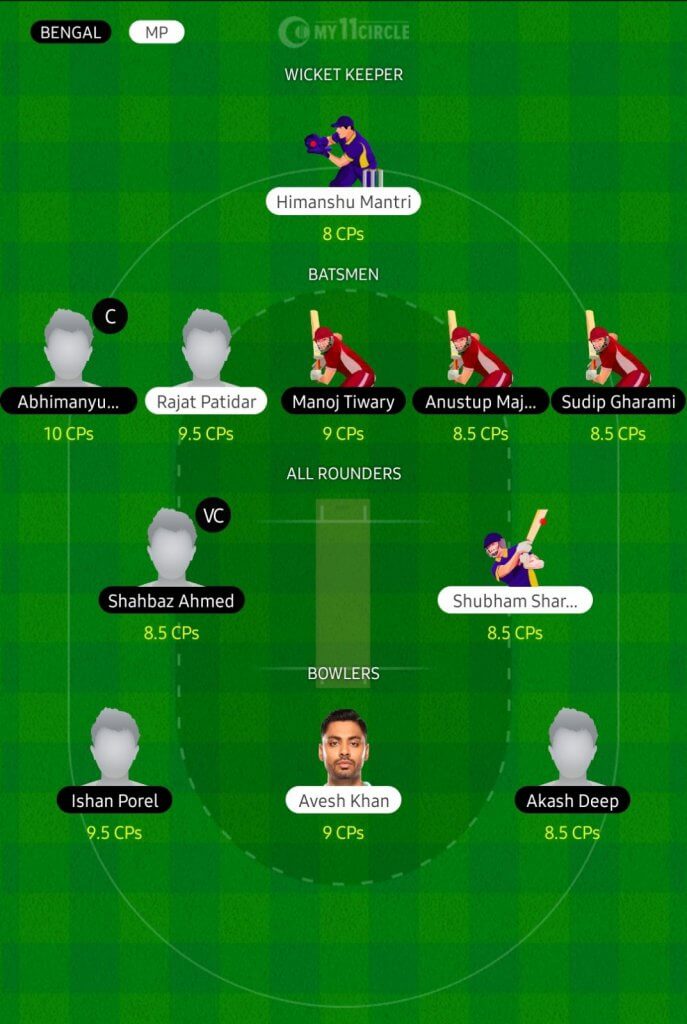 BENGAL MP MY11CIRCLE
WICKET KEEPER
Himanshu Mantri
8 CPs
BATSMEN
C
Abhimanyu... Rajat Patidar Manoj Tiwary Anustup Maj... Sudip Gharami
10 CPs 9.5 CPs 9 CPs 8.5 CPs 8.5 CPs
ALL ROUNDERS
VC
Shahbaz Ahmed Shubham Shar...
8.5 CPs 8.5 CPs
BOWLERS
Ishan Porel Avesh Khan Akash Deep
9.5 CPs 9 CPs 8.5 CPs